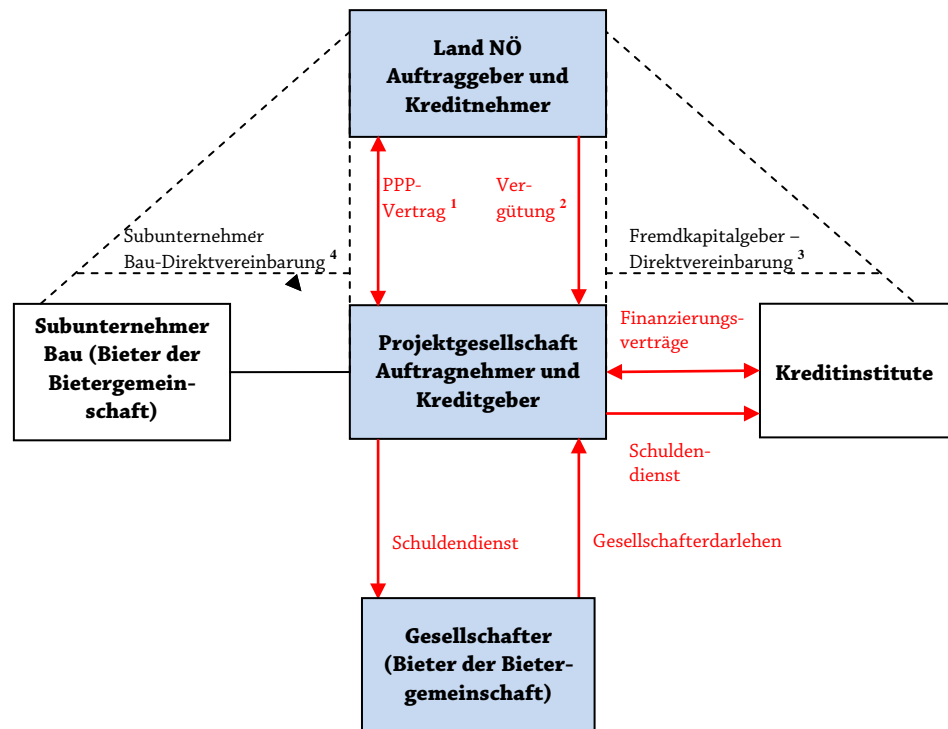 Land NÖ
Auftraggeber und
Kreditnehmer
PPP-
Vertrag ¹
Ver-
gütung ²
Subunternehmer
Bau-Direktvereinbarung ⁴
Fremdkapitalgeber –
Direktvereinbarung ³
Subunternehmer
Bau (Bieter der
Bietergemein-
schaft)
Projektgesellschaft
Auftragnehmer und
Kreditgeber
Finanzierungs-
verträge
Kreditinstitute
Schulden-
dienst
Schuldendienst
Gesellschafterdarlehen
Gesellschafter
(Bieter der Bieter-
gemeinschaft)